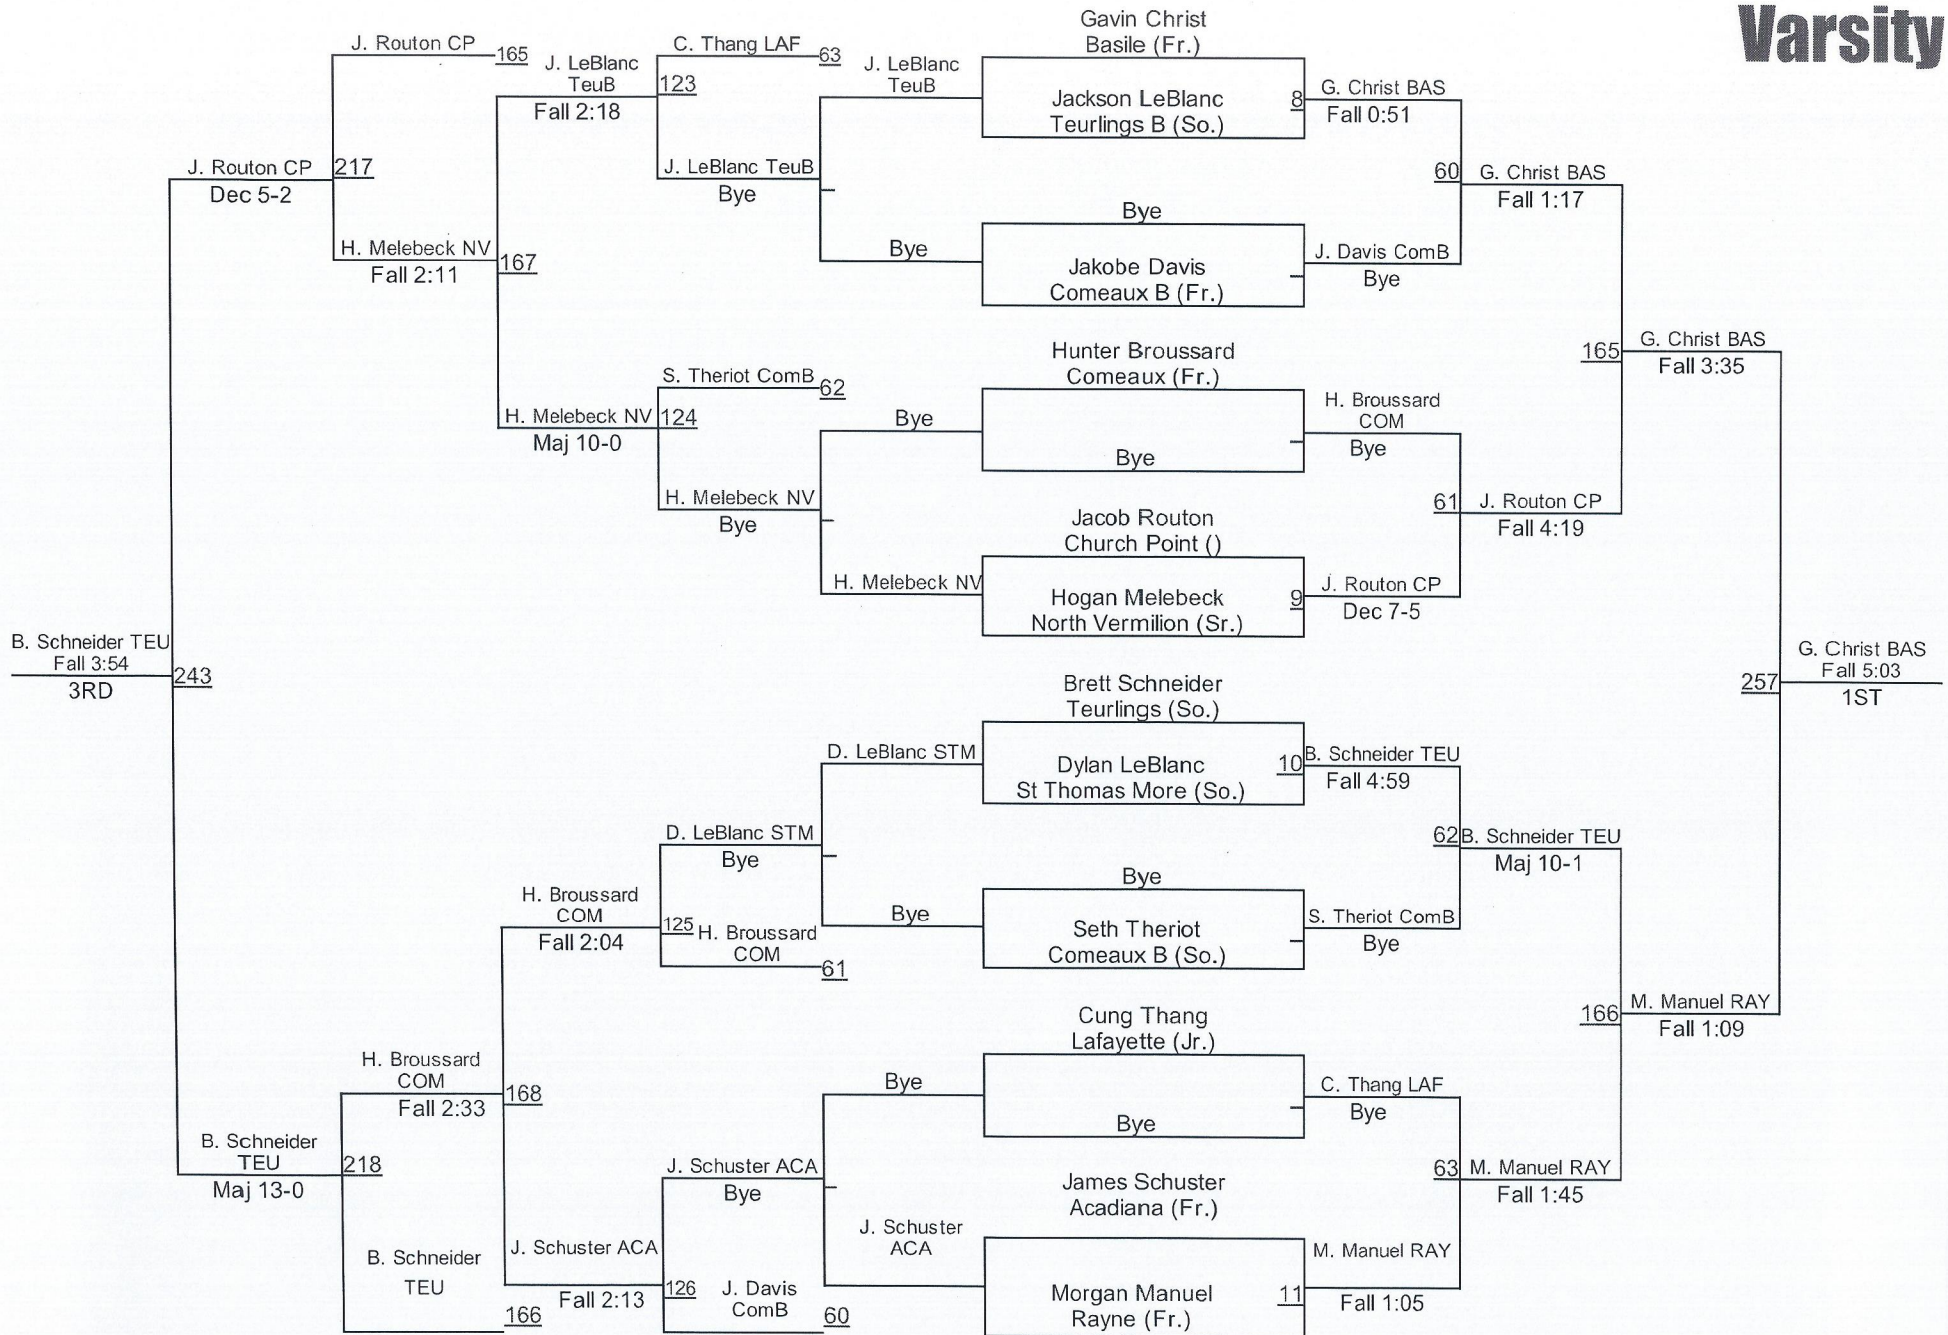 Varsity
Gavin Christ
Basile (Fr.)
J. Routon CP
165
J. LeBlanc
TeuB
Fall 2:18
C. Thang LAF
63
123
J. LeBlanc
TeuB
Jackson LeBlanc
Teurlings B (So.)
8
G. Christ BAS
Fall 0:51
J. Routon CP
Dec 5-2
217
J. LeBlanc TeuB
Bye
60
G. Christ BAS
Fall 1:17
H. Melebeck NV
Fall 2:11
167
Bye
Bye
Jakobe Davis
Comeaux B (Fr.)
J. Davis ComB
Bye
Hunter Broussard
Comeaux (Fr.)
165
G. Christ BAS
Fall 3:35
S. Theriot ComB
62
H. Melebeck NV
Maj 10-0
124
Bye
Bye
H. Broussard
COM
Bye
H. Melebeck NV
Bye
Jacob Routon
Church Point ()
61
J. Routon CP
Fall 4:19
H. Melebeck NV
Hogan Melebeck
North Vermilion (Sr.)
9
J. Routon CP
Dec 7-5
B. Schneider TEU
Fall 3:54
3RD
243
257
G. Christ BAS
Fall 5:03
1ST
Brett Schneider
Teurlings (So.)
D. LeBlanc STM
Dylan LeBlanc
St Thomas More (So.)
10
B. Schneider TEU
Fall 4:59
D. LeBlanc STM
Bye
62
B. Schneider TEU
Maj 10-1
H. Broussard
COM
Fall 2:04
125
H. Broussard
COM
61
Bye
Bye
Seth Theriot
Comeaux B (So.)
S. Theriot ComB
Bye
Cung Thang
Lafayette (Jr.)
166
M. Manuel RAY
Fall 1:09
H. Broussard
COM
Fall 2:33
168
Bye
Bye
C. Thang LAF
Bye
B. Schneider
TEU
Maj 13-0
218
J. Schuster ACA
Bye
James Schuster
Acadiana (Fr.)
63
M. Manuel RAY
Fall 1:45
B. Schneider
TEU
166
J. Schuster ACA
Fall 2:13
126
J. Davis
ComB
60
J. Schuster
ACA
Morgan Manuel
Rayne (Fr.)
11
M. Manuel RAY
Fall 1:05